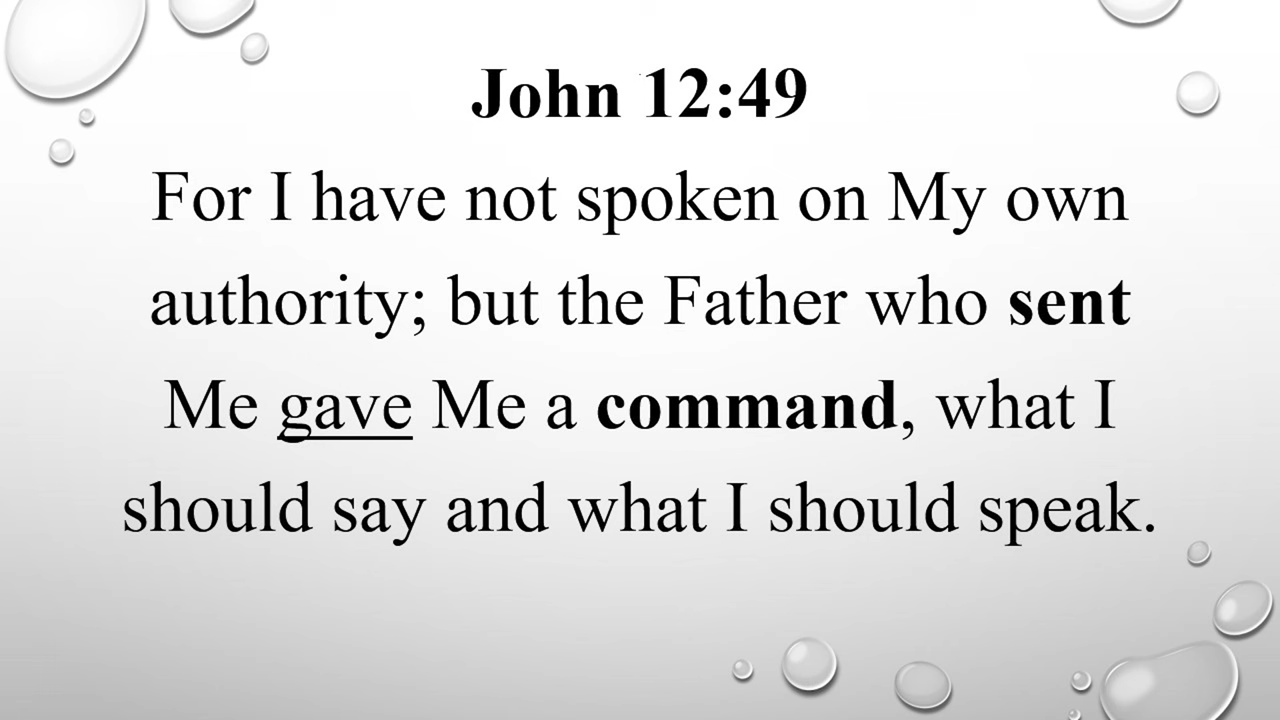 John 12:49
For I have not spoken on My own
authority; but the Father who sent
Me gave Me a command, what I
should say and what I should speak.